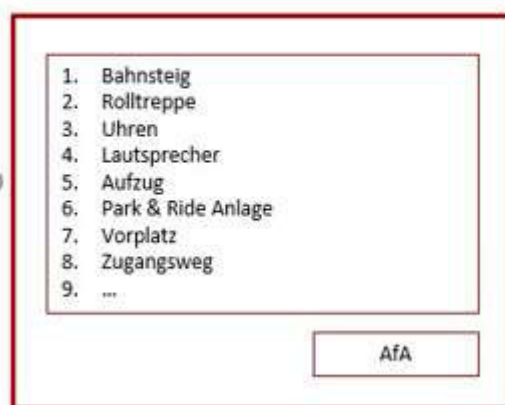 1. Bahnsteig
2. Rolltreppe
3. Uhren
4. Lautsprecher
5. Aufzug
6. Park & Ride Anlage
7. Vorplatz
8. Zugangsweg
9. ...
AfA